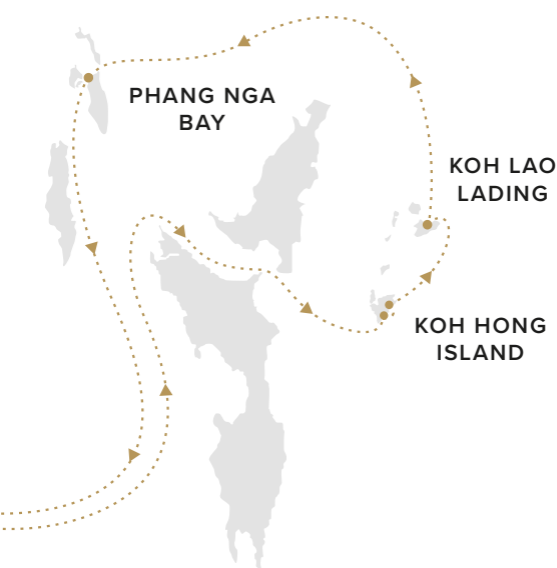 PHANG NGA
BAY
KOH LAO
LADING
KOH HONG
ISLAND